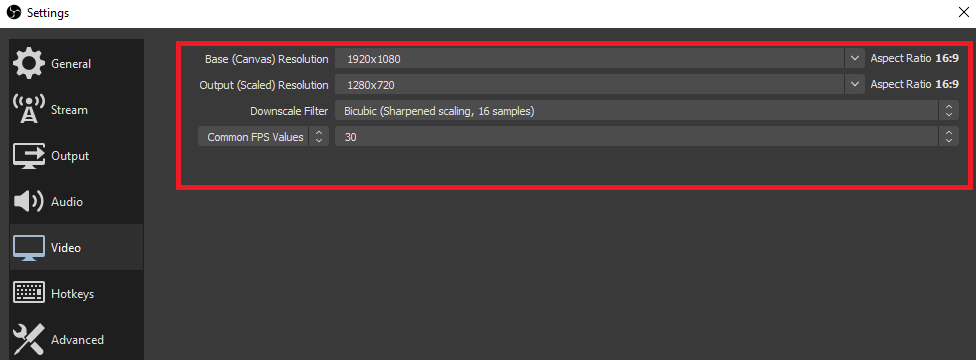 Settings
General
Stream
Output
Audio
Video
Hotkeys
Advanced
Base (Canvas) Resolution 1920x1080 Aspect Ratio 16:9
Output (Scaled) Resolution 1280x720 Aspect Ratio 16:9
Downscale Filter Bicubic (Sharpened scaling, 16 samples)
Common FPS Values 30